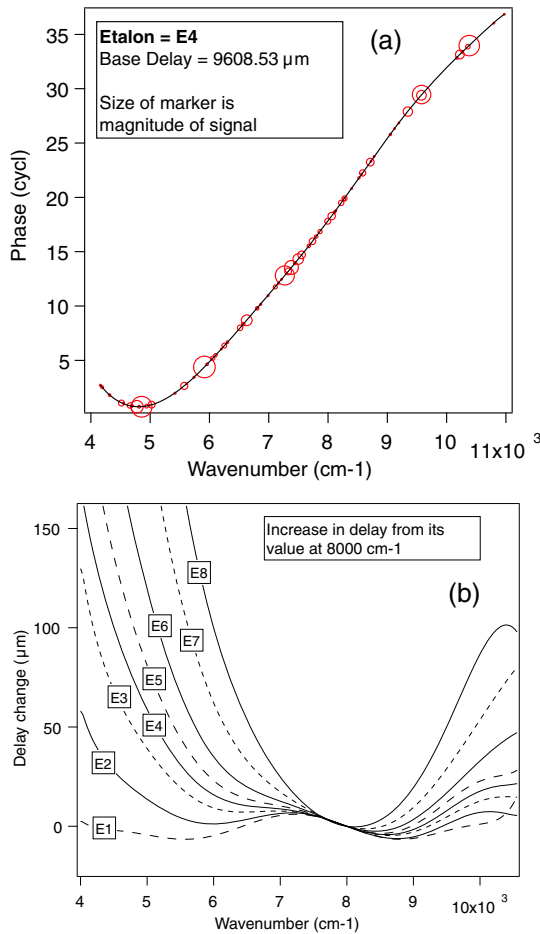 35
30
25
20
15
10
5
Phase (cycl)
Etalon = E4
Base Delay = 9608.53 µm
Size of marker is
magnitude of signal
(a)
4 5 6 7 8 9 10 11x10 3
Wavenumber (cm-1)
150
100
50
0
Delay change (µm)
Increase in delay from its
value at 8000 cm-1
(b)
E8
E7
E6
E5
E4
E3
E2
E1
4 5 6 7 8 9 10x10 3
Wavenumber (cm-1)